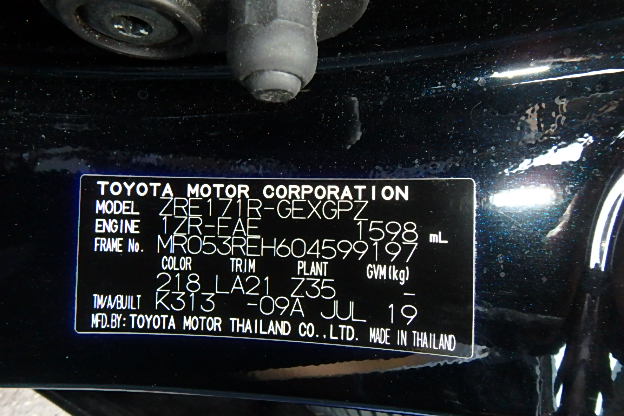 TOYOTA MOTOR CORPORATION
MODEL ZRE171R-GEXGPZ
ENGINE 1ZR-FAE 1598 mL
FRAME No. MR053REH604599197
COLOR TRIM PLANT GVM(kg)
218 LA21 Z35 -
TM/A/BUILT K313 -09A JUL 19
MFD.BY: TOYOTA MOTOR THAILAND CO.,LTD. MADE IN THAILAND